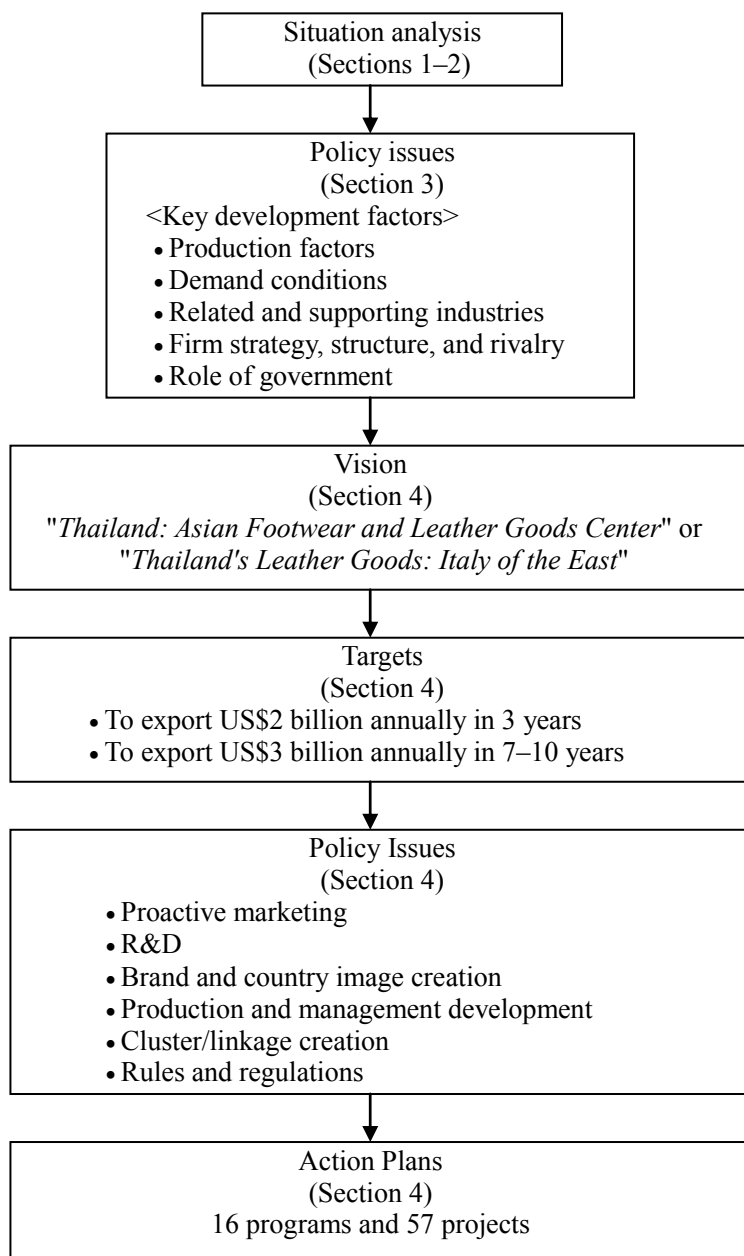 Situation analysis
(Sections 1–2)
Policy issues
(Section 3)
<Key development factors>
• Production factors
• Demand conditions
• Related and supporting industries
• Firm strategy, structure, and rivalry
• Role of government
Vision
(Section 4)
"Thailand: Asian Footwear and Leather Goods Center" or
"Thailand's Leather Goods: Italy of the East"
Targets
(Section 4)
• To export US$2 billion annually in 3 years
• To export US$3 billion annually in 7–10 years
Policy Issues
(Section 4)
• Proactive marketing
• R&D
• Brand and country image creation
• Production and management development
• Cluster/linkage creation
• Rules and regulations
Action Plans
(Section 4)
16 programs and 57 projects